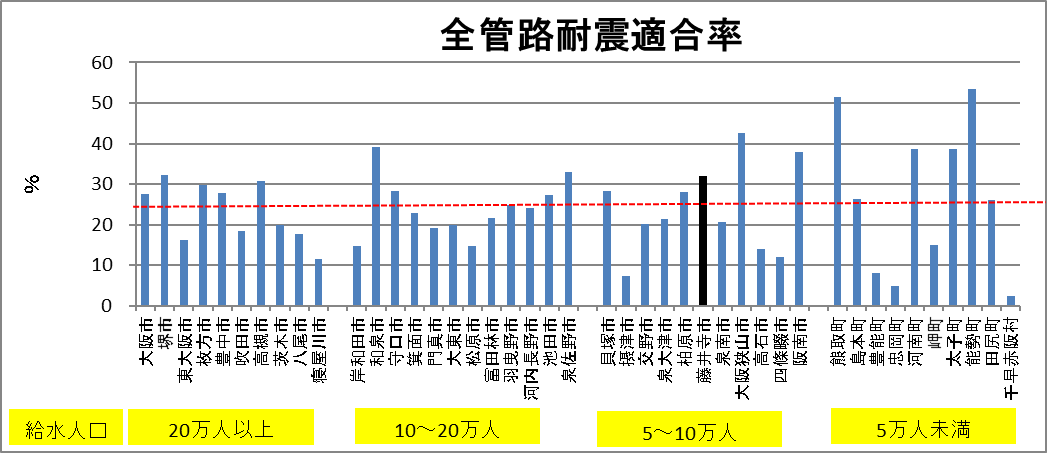 全管路耐震適合率
%
60
50
40
30
20
10
0
大阪市
堺市
東大阪市
枚方市
豊中市
吹田市
高槻市
茨木市
八尾市
寝屋川市
岸和田市
和泉市
守口市
箕面市
門真市
大東市
松原市
富田林市
羽曳野市
河内長野市
池田市
泉佐野市
貝塚市
摂津市
交野市
泉大津市
柏原市
藤井寺市
泉南市
大阪狭山市
高石市
四條畷市
阪南市
熊取町
島本町
豊能町
忠岡町
河南町
岬町
太子町
能勢町
田尻町
千早赤阪村
給水人口
20万人以上
10～20万人
5～10万人
5万人未満